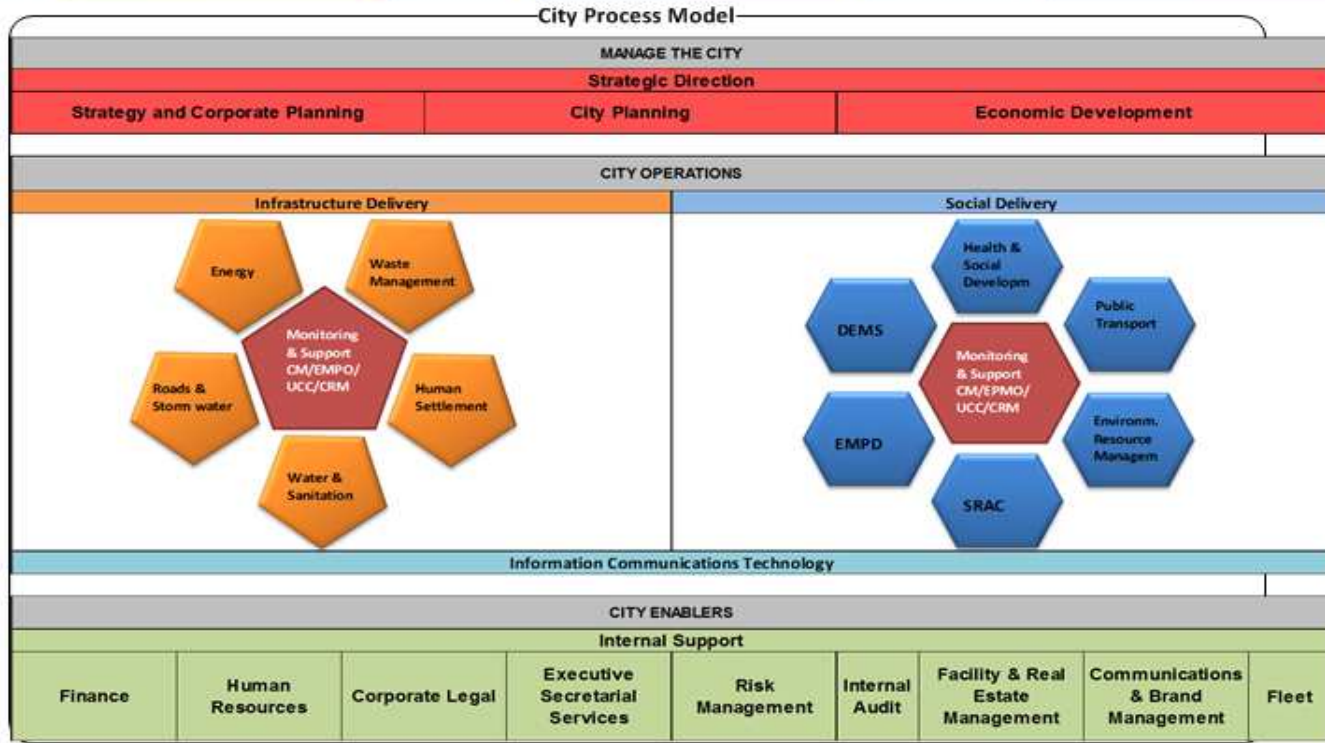 City Process Model
MANAGE THE CITY
Strategic Direction
Strategy and Corporate Planning
City Planning
Economic Development
CITY OPERATIONS
Infrastructure Delivery
Social Delivery
Energy
Waste
Management
Monitoring
& Support
CM/EMPO/
UCC/CRM
Roads &
Storm water
Human
Settlement
Water &
Sanitation
Health &
Social
Developm
DEMS
Public
Transport
Monitoring
& Support
CM/EPMO/
UCC/CRM
EMPD
Environm.
Resource
Managem
SRAC
Information Communications Technology
CITY ENABLERS
Internal Support
Finance
Human
Resources
Corporate Legal
Executive
Secretarial
Services
Risk
Management
Internal
Audit
Facility & Real
Estate
Management
Communications
& Brand
Management
Fleet